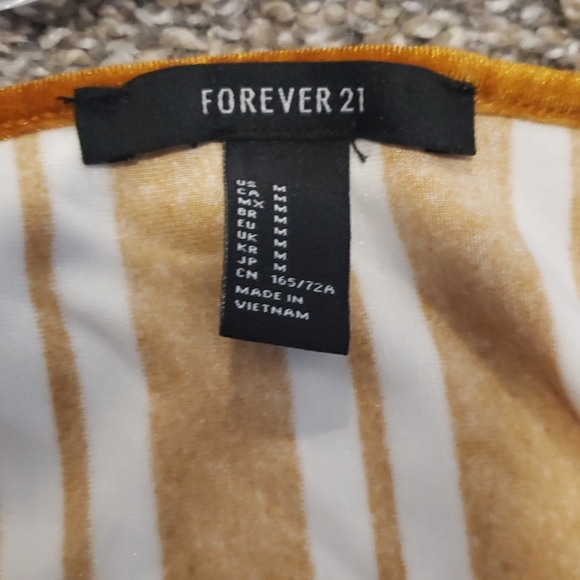 FOREVER 21
US M
CA M
MX M
BR M
EU M
UK M
KR M
JP M
CN 165/72A
MADE IN
VIETNAM